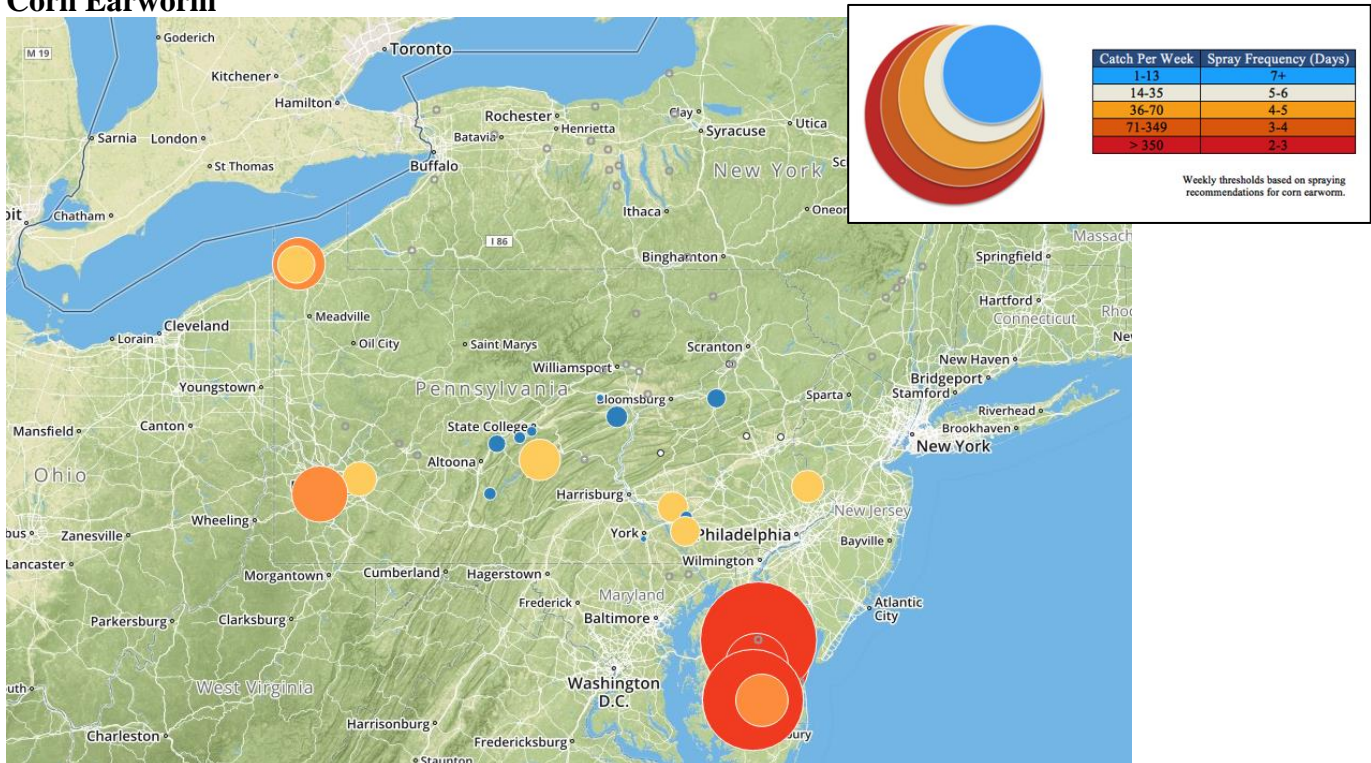 Corn Earworm
Catch Per Week Spray Frequency (Days)
1-13 7+
14-35 5-6
36-70 4-5
71-349 3-4
> 350 2-3
Weekly thresholds based on spraying
recommendations for corn earworm.
Goderich
M 19
Toronto
Kitchener
Hamilton
Rochester
Clay
Batavia
Henrietta
Utica
Syracuse
Sarnia
London
St Thomas
Buffalo
New York
Ithaca
Chatham
I 86
Binghamton
Springfield
Hartford
Connecticut
Meadville
Cleveland
Lorain
Oil City
Saint Marys
Scranton
New Haven
Williamsport
Bridgeport
Youngstown
Pennsylvania
Bloomsburg
Sparta
Stamford
Riverhead
Mansfield
Canton
State College
Brookhaven
New York
Altoona
Ohio
Harrisburg
New Jersey
Wheeling
Zanesville
York
Philadelphia
Bayville
Lancaster
Wilmington
Morgantown
Cumberland
Hagerstown
Maryland
Frederick
Atlantic
City
Parkersburg
Clarksburg
Baltimore
West Virginia
Washington
D.C.
Harrisonburg
Charleston
Fredericksburg
Staunton